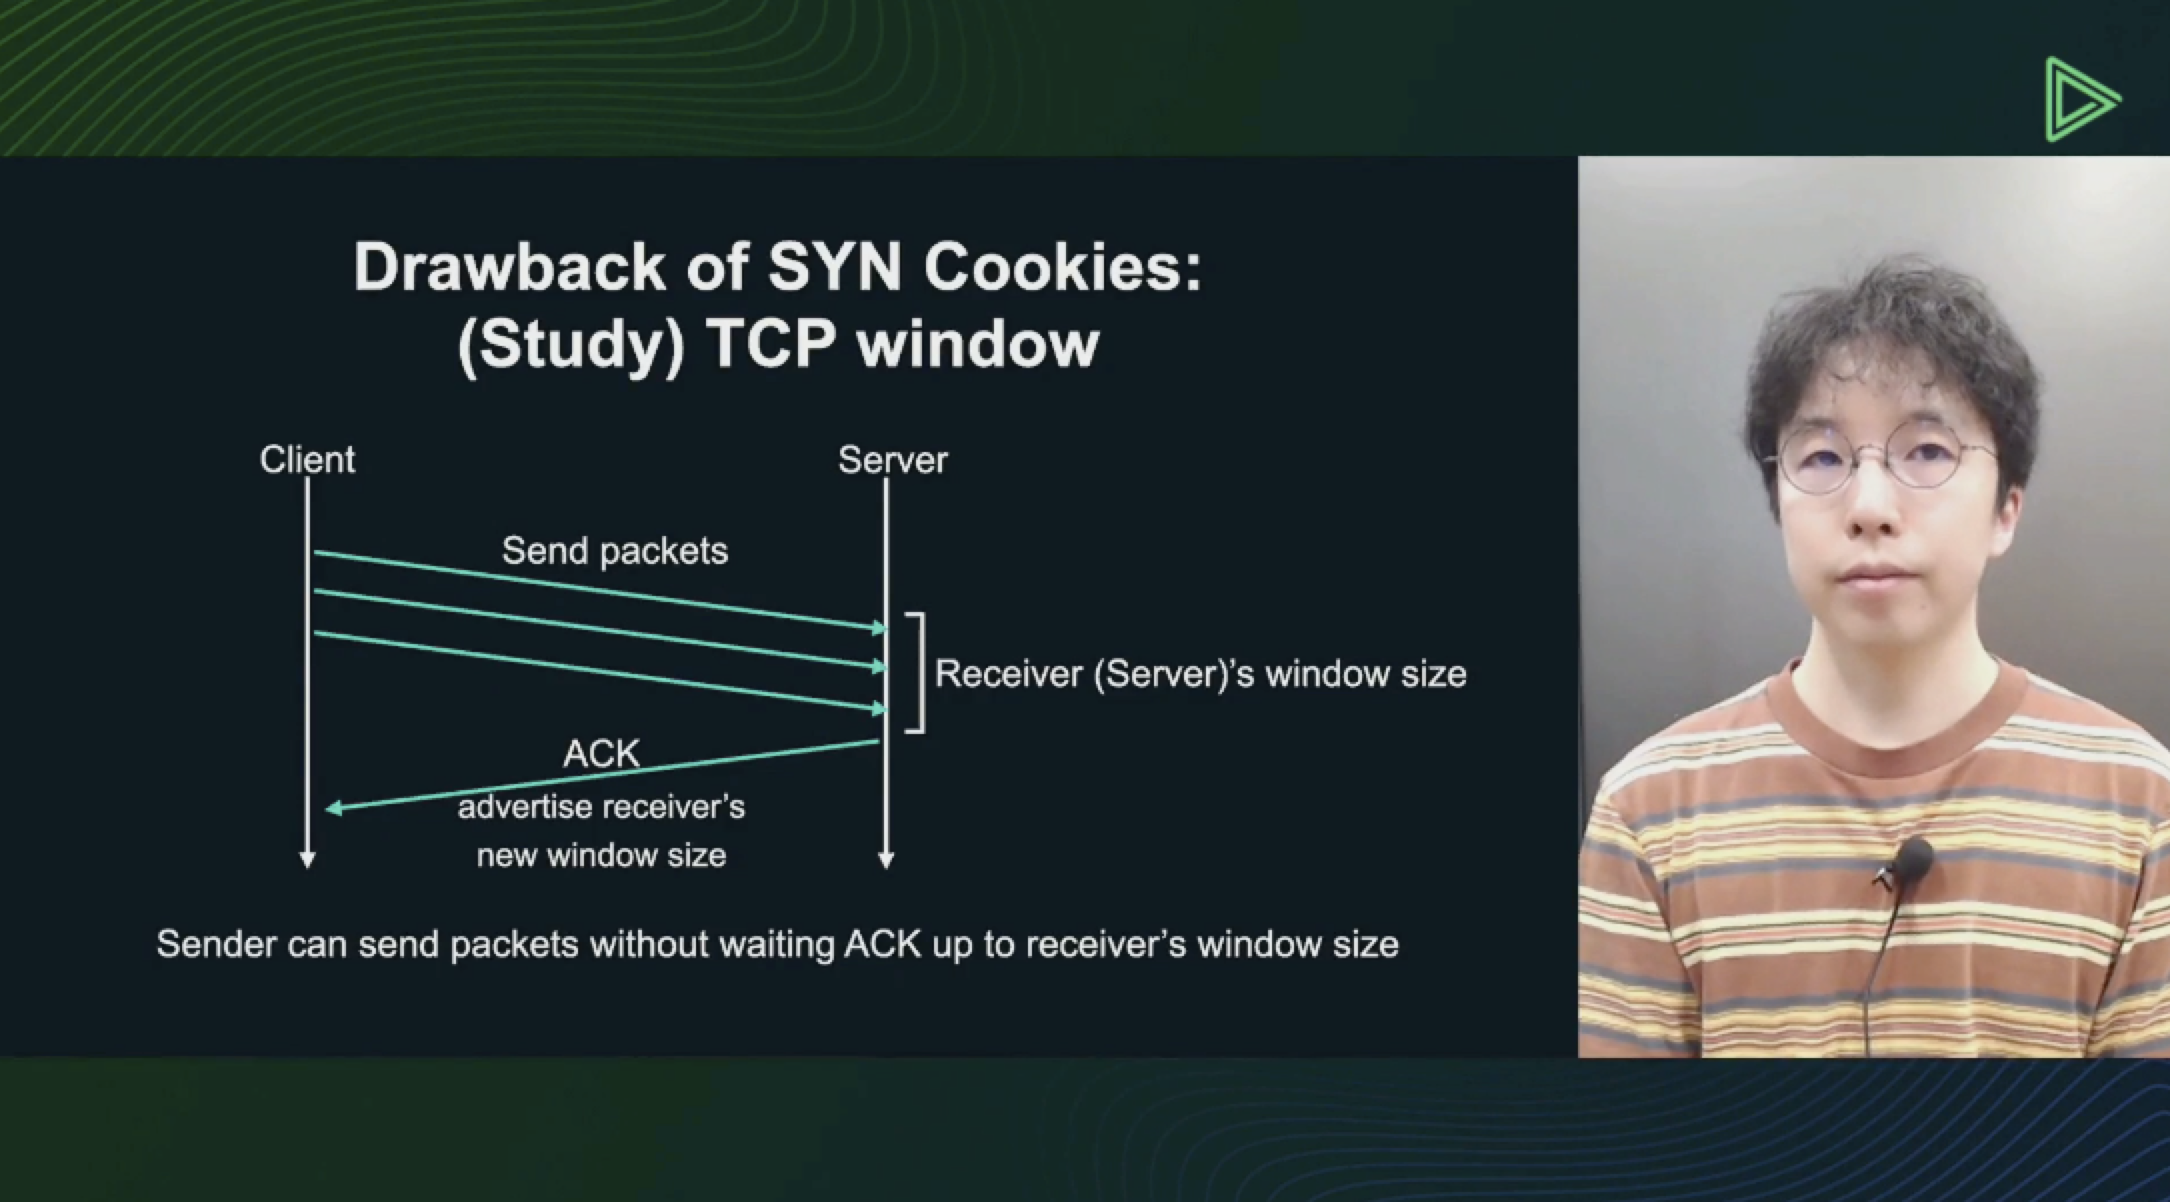 Drawback of SYN Cookies:
(Study) TCP window
Client
Server
Send packets
Receiver (Server)'s window size
ACK
advertise receiver's
new window size
Sender can send packets without waiting ACK up to receiver's window size